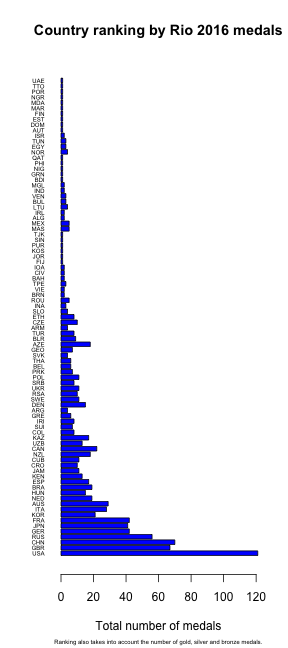 Country ranking by Rio 2016 medals
UAE
TTO
POR
NGR
MDA
MAR
FIN
EST
DOM
AUT
ISR
TUN
EGY
NOR
QAT
PHI
NIG
GRN
BDI
MGL
IND
VEN
BUL
LTU
IRL
ALG
MEX
MAS
TJK
SIN
PUR
KOS
JOR
FIJ
IOA
CIV
BAH
TPE
VIE
BRN
ROU
INA
SLO
ETH
CZE
ARM
TUR
BLR
AZE
GEO
SVK
THA
BEL
PRK
POL
SRB
UKR
RSA
SWE
DEN
ARG
GRE
IRI
SUI
COL
KAZ
UZB
CAN
NZL
CUB
CRO
JAM
KEN
ESP
BRA
HUN
NED
AUS
ITA
KOR
FRA
JPN
GER
RUS
CHN
GBR
USA
0 20 40 60 80 100 120
Total number of medals
Ranking also takes into account the number of gold, silver and bronze medals.